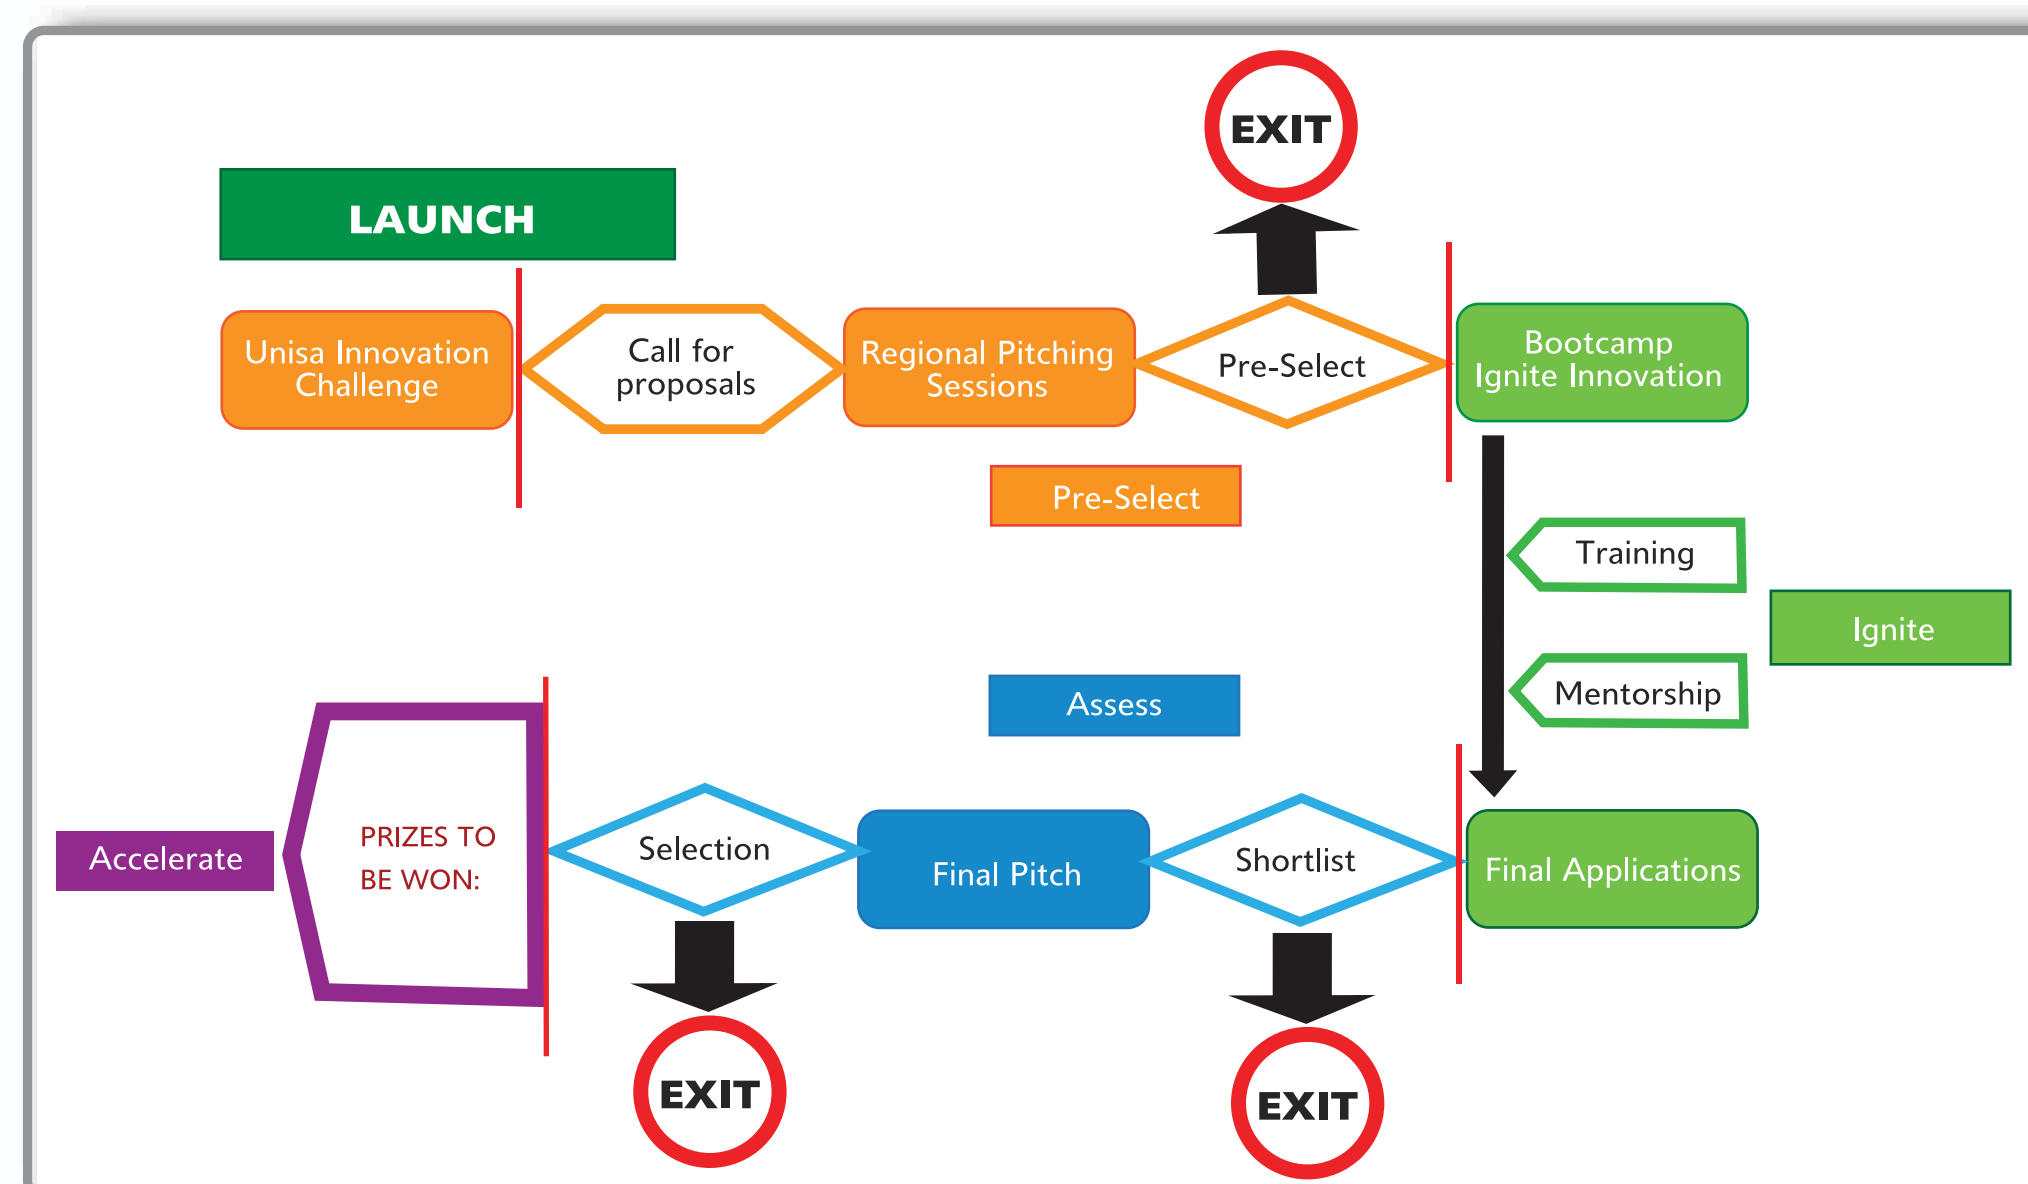 EXIT
LAUNCH
Unisa Innovation
Challenge
Call for
proposals
Regional Pitching
Sessions
Pre-Select
Bootcamp
Ignite Innovation
Pre-Select
Training
Ignite
Mentorship
Assess
Accelerate
PRIZES TO
BE WON:
Selection
Final Pitch
Shortlist
Final Applications
EXIT
EXIT